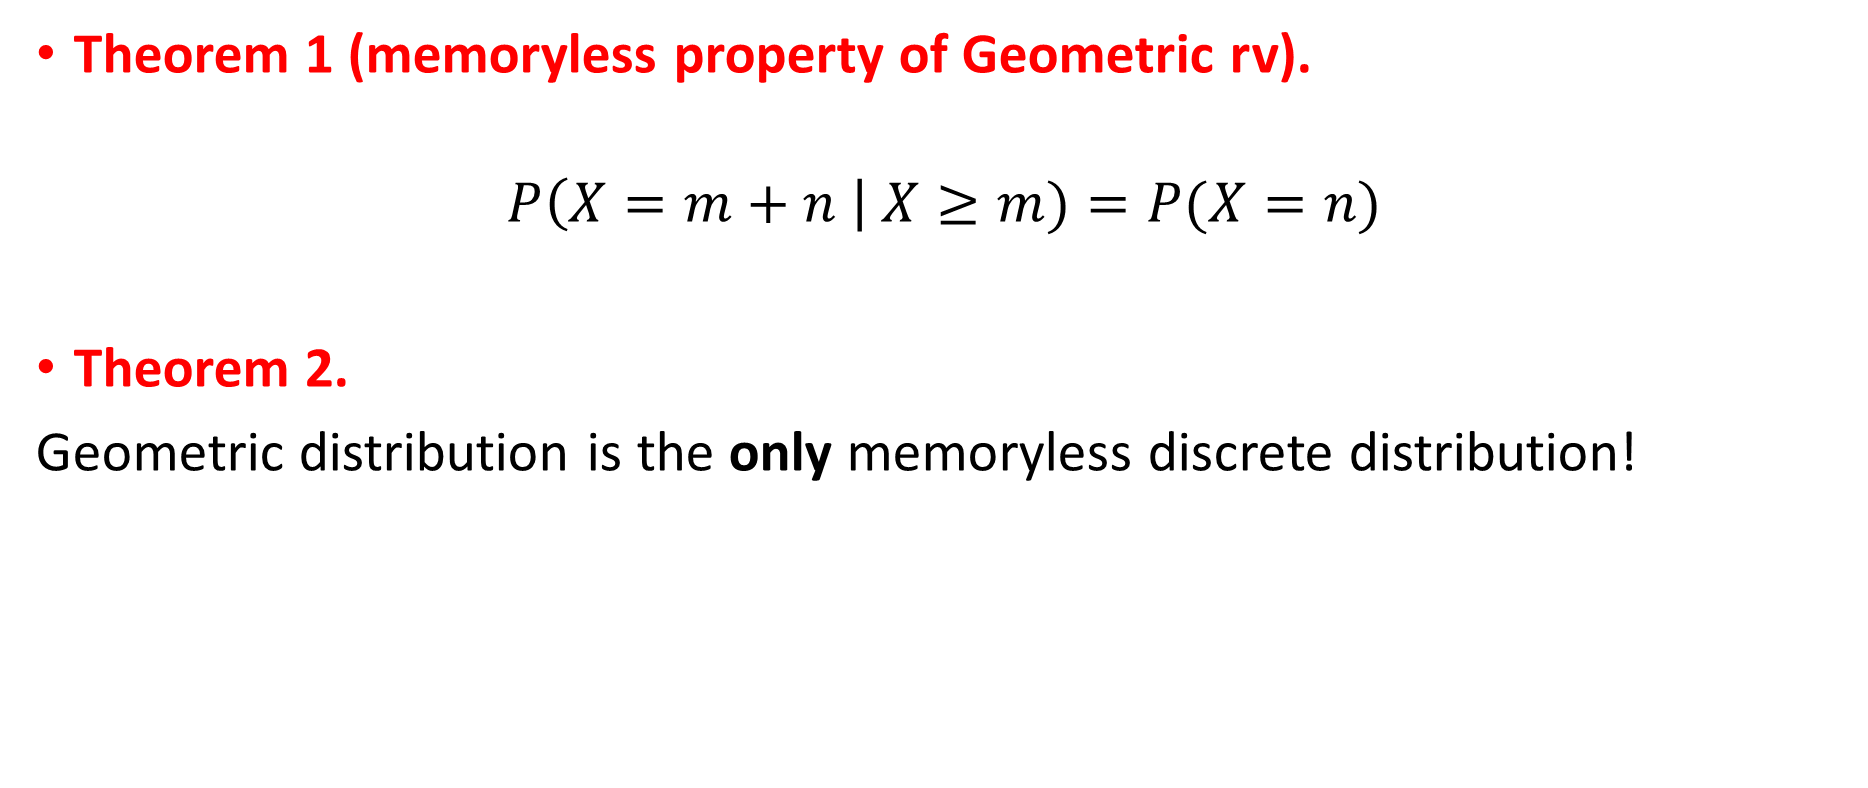 • Theorem 1 (memoryless property of Geometric rv).
P(X = m + n | X ≥ m) = P(X = n)
• Theorem 2.
Geometric distribution is the only memoryless discrete distribution!